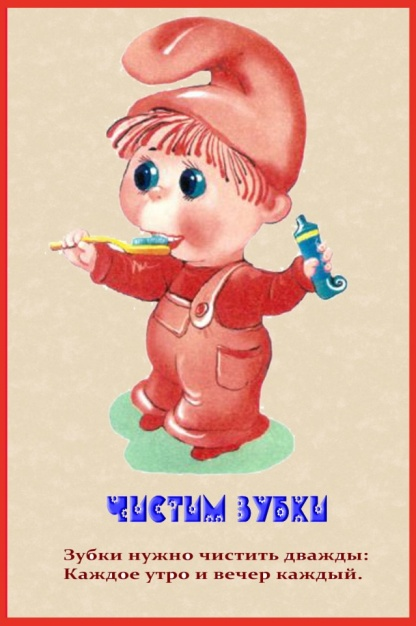 ЧИСТИМ ЗУБКИ
Зубки нужно чистить дважды:
Каждое утро и вечер каждый.